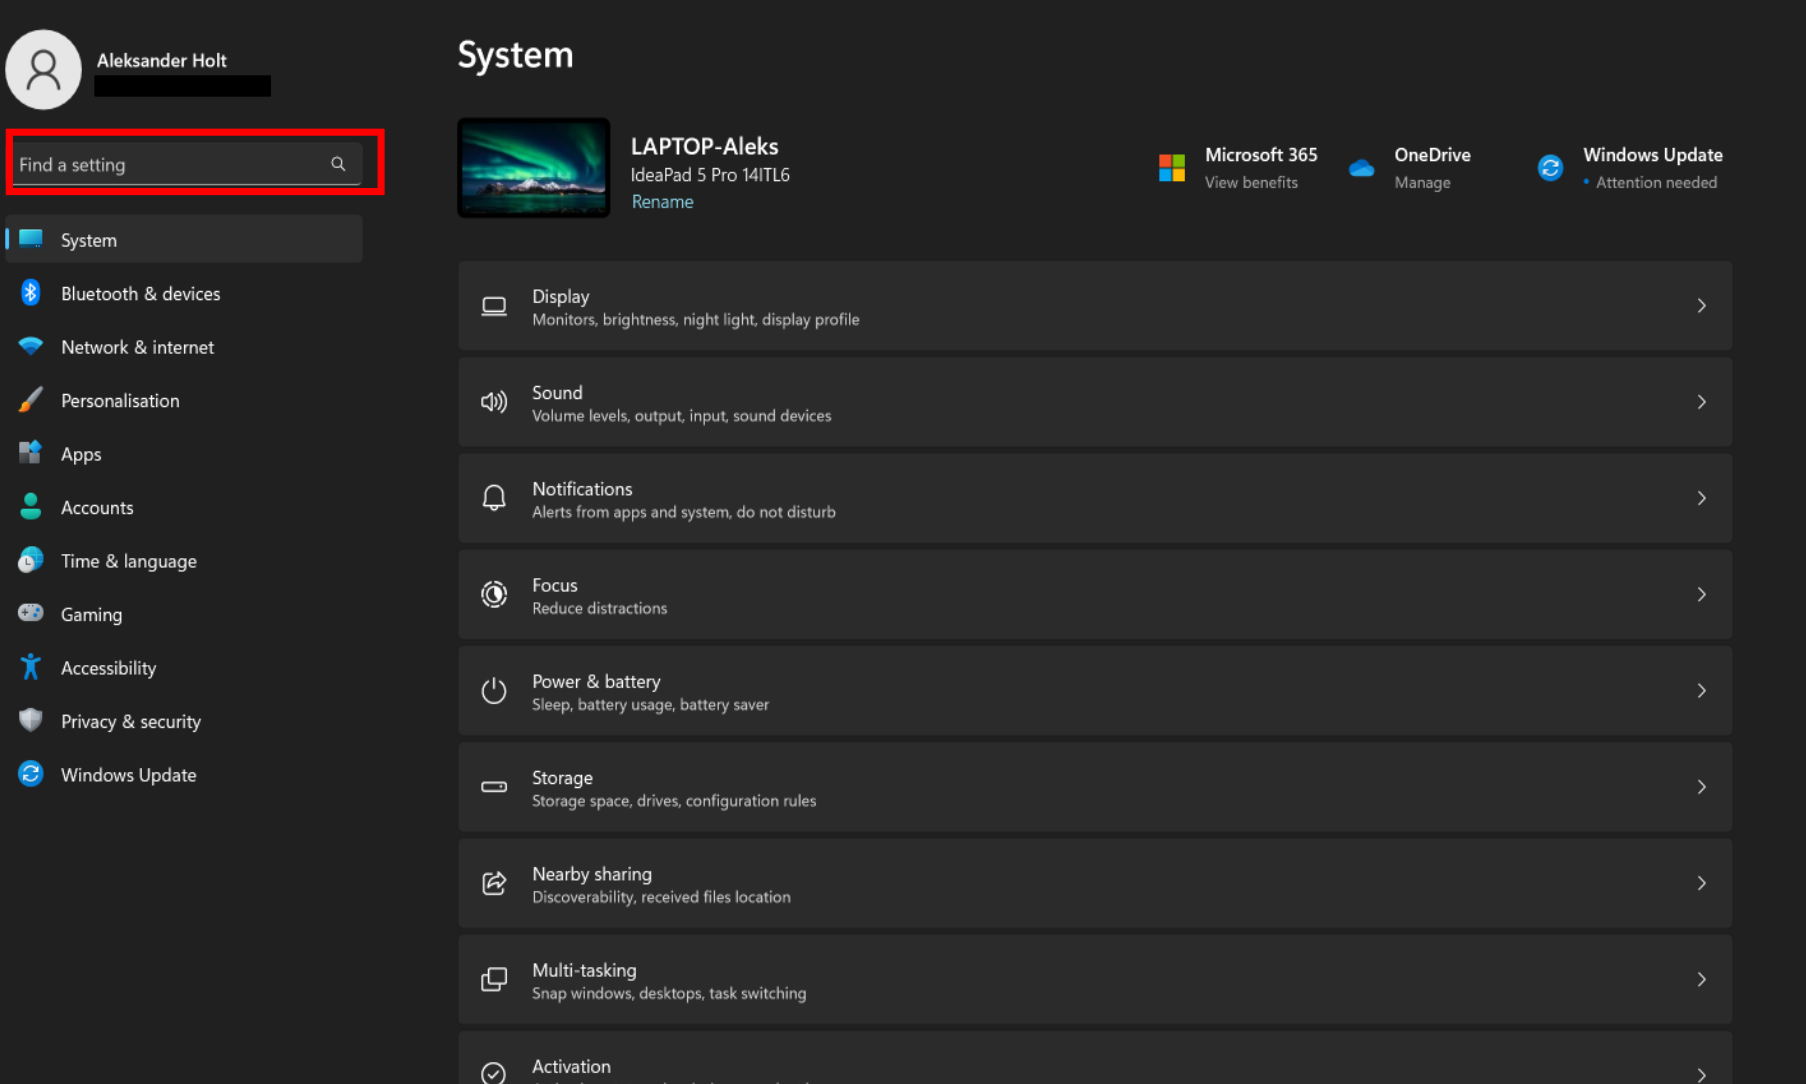 Aleksander Holt
Find a setting
System
Bluetooth & devices
Network & internet
Personalisation
Apps
Accounts
Time & language
Gaming
Accessibility
Privacy & security
Windows Update
System
LAPTOP-Aleks
IdeaPad 5 Pro 14ITL6
Rename
Microsoft 365
View benefits
OneDrive
Manage
Windows Update
• Attention needed
Display
Monitors, brightness, night light, display profile
Sound
Volume levels, output, input, sound devices
Notifications
Alerts from apps and system, do not disturb
Focus
Reduce distractions
Power & battery
Sleep, battery usage, battery saver
Storage
Storage space, drives, configuration rules
Nearby sharing
Discoverability, received files location
Multi-tasking
Snap windows, desktops, task switching
Activation